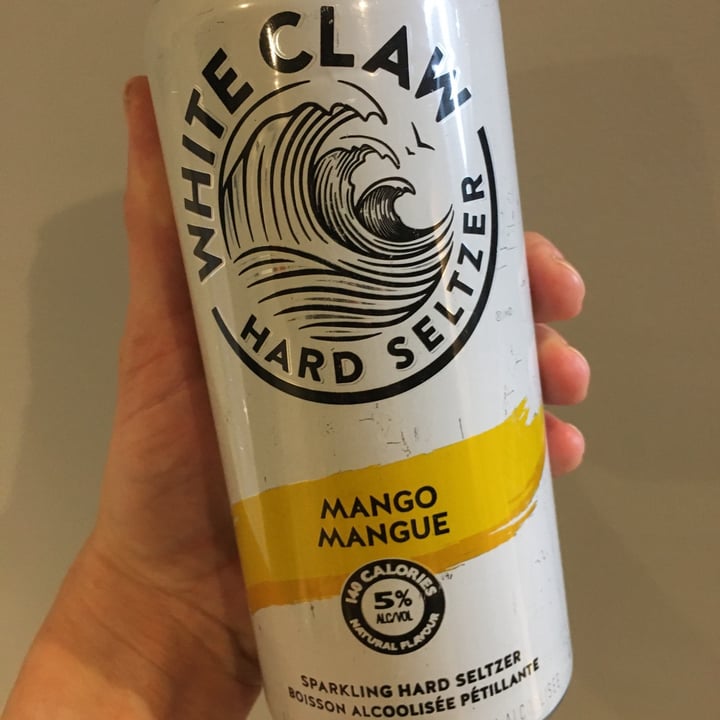 WHITE CLAW
HARD SELTZER
MANGO
MANGUE
140 CALORIES
5%
ALC/VOL
NATURAL FLAVOUR
SPARKLING HARD SELTZER
BOISSON ALCOOLISÉE PÉTILLANTE